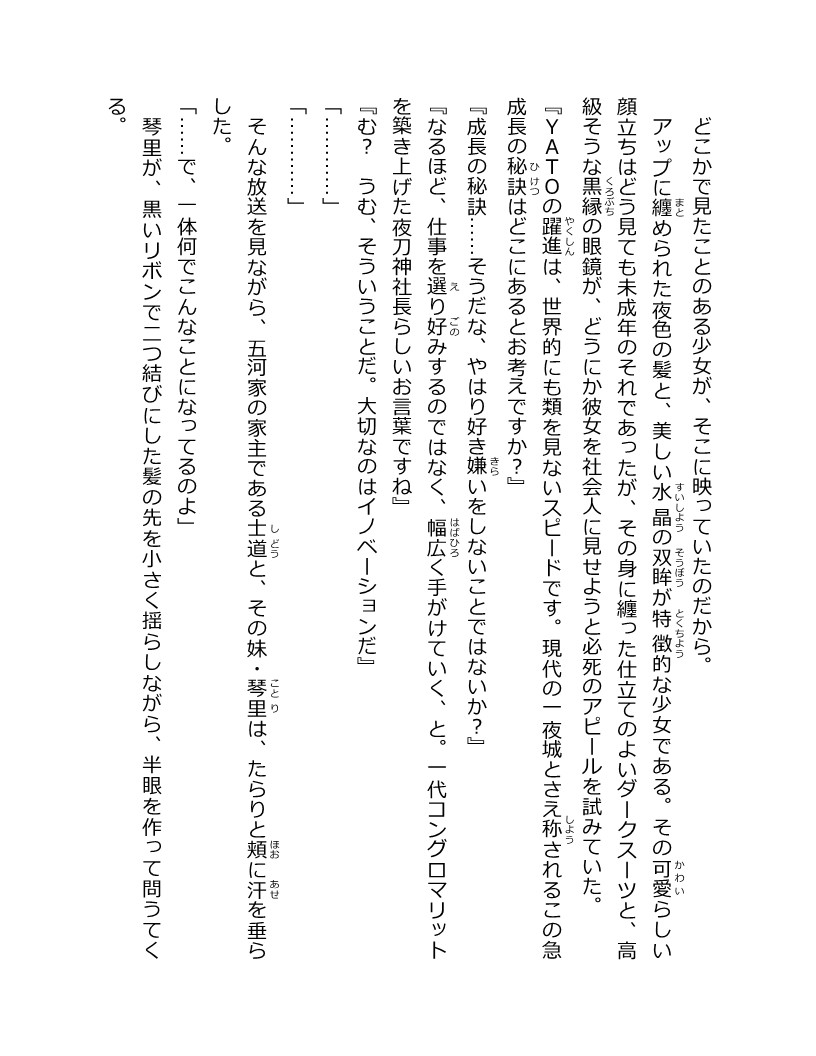 どこかで見たことのある少女が、そこに映っていたのだから。
アップに纏められた夜色の髪と、美しい水晶の双眸が特徴的な少女である。その可愛らしい
顔立ちはどう見ても未成年のそれであったが、その身に纏った仕立てのよいダークスーツと、高
級そうな黒縁の眼鏡が、どうにか彼女を社会人に見せようと必死のアピールを試みていた。
『ＹＡＴＯの躍進は、世界的にも類を見ないスピードです。現代の一夜城とさえ称されるこの急
成長の秘訣はどこにあるとお考えですか？』
『成長の秘訣……そうだな、やはり好き嫌いをしないことではないか？』
『なるほど、仕事を選り好みするのではなく、幅広く手がけていく、と。一代コングロマリット
を築き上げた夜刀神社長らしいお言葉ですね』
『む？　うむ、そういうことだ。大切なのはイノベーションだ』
「…………」
「…………」
そんな放送を見ながら、五河家の家主である士道と、その妹・琴里は、たらりと頬に汗を垂ら
した。
「……で、一体何でこんなことになってるのよ」
琴里が、黒いリボンで二つ結びにした髪の先を小さく揺らしながら、半眼を作って問うてく
る。